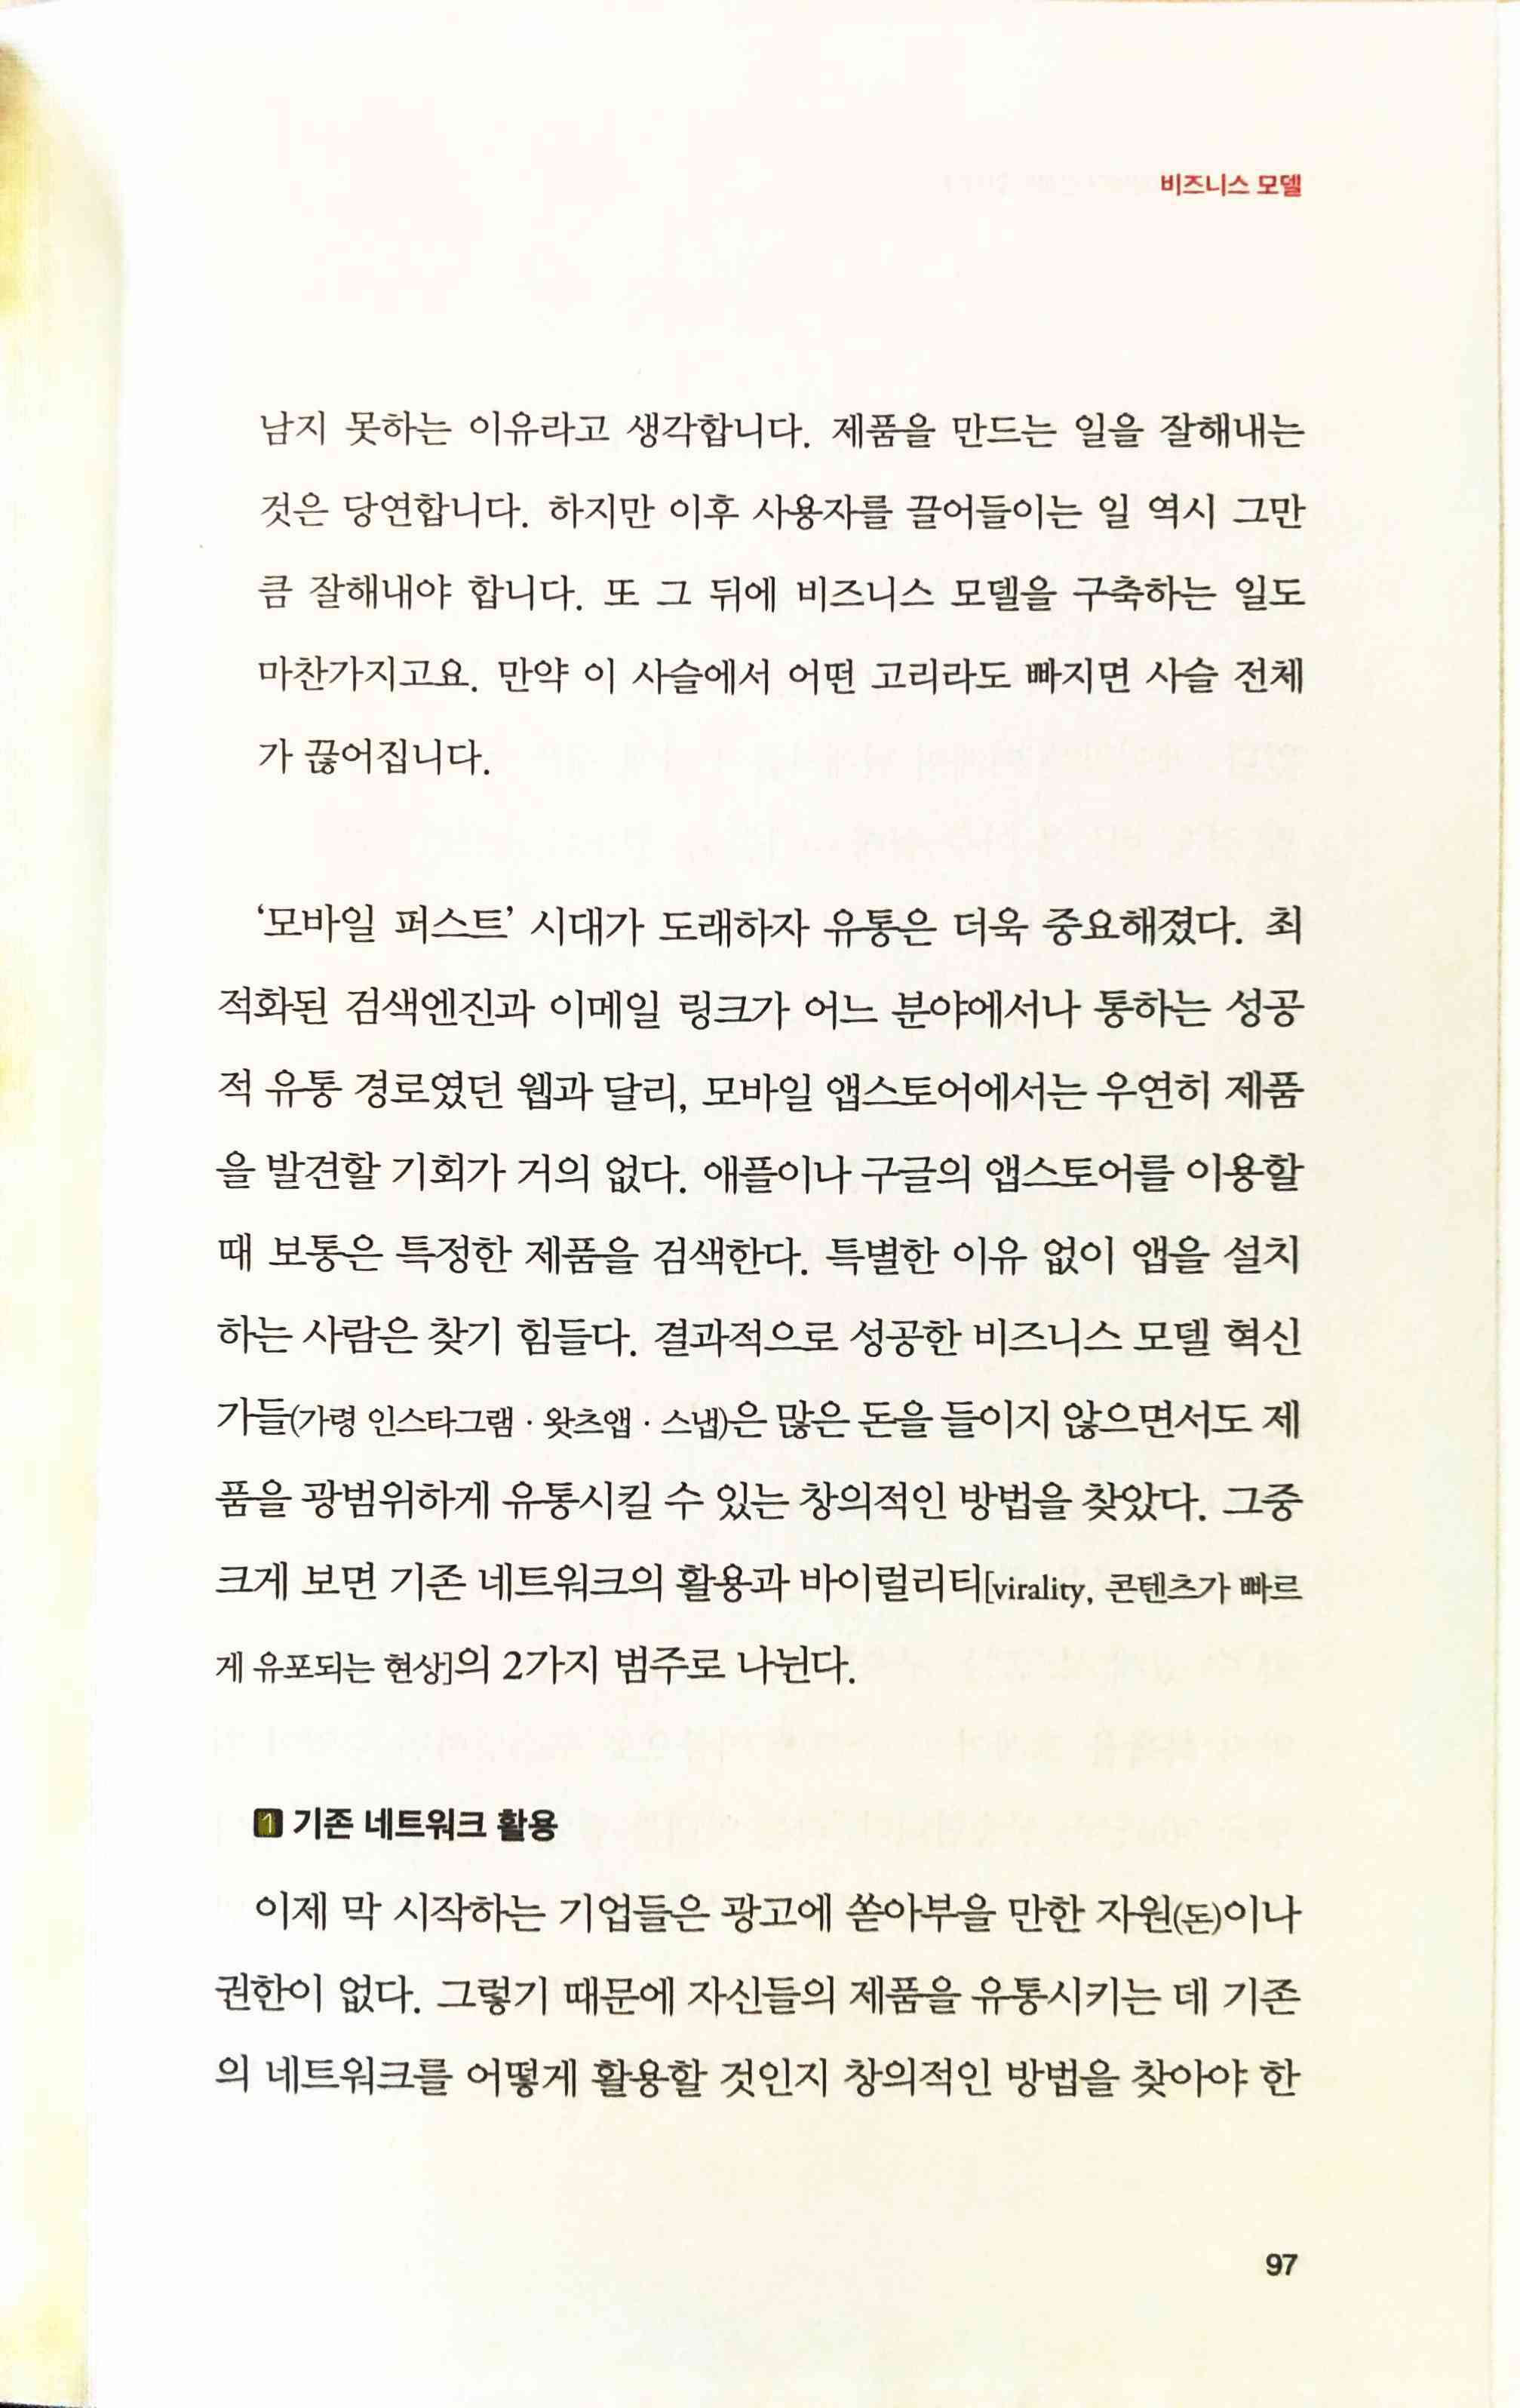 비즈니스 모델
남지 못하는 이유라고 생각합니다. 제품을 만드는 일을 잘해내는
것은 당연합니다. 하지만 이후 사용자를 끌어들이는 일 역시 그만
큼 잘해내야 합니다. 또 그 뒤에 비즈니스 모델을 구축하는 일도
마찬가지고요. 만약 이 사슬에서 어떤 고리라도 빠지면 사슬 전체
가 끊어집니다.
‘모바일 퍼스트’ 시대가 도래하자 유통은 더욱 중요해졌다. 최
적화된 검색엔진과 이메일 링크가 어느 분야에서나 통하는 성공
적 유통 경로였던 웹과 달리, 모바일 앱스토어에서는 우연히 제품
을 발견할 기회가 거의 없다. 애플이나 구글의 앱스토어를 이용할
때 보통은 특정한 제품을 검색한다. 특별한 이유 없이 앱을 설치
하는 사람은 찾기 힘들다. 결과적으로 성공한 비즈니스 모델 혁신
가들(가령 인스타그램 · 왓츠앱 · 스냅)은 많은 돈을 들이지 않으면서도 제
품을 광범위하게 유통시킬 수 있는 창의적인 방법을 찾았다. 그중
크게 보면 기존 네트워크의 활용과 바이럴리티[virality, 콘텐츠가 빠르
게 유포되는 현상]의 2가지 범주로 나뉜다.
1 기존 네트워크 활용
이제 막 시작하는 기업들은 광고에 쏟아부을 만한 자원(돈)이나
권한이 없다. 그렇기 때문에 자신들의 제품을 유통시키는 데 기존
의 네트워크를 어떻게 활용할 것인지 창의적인 방법을 찾아야 한
97